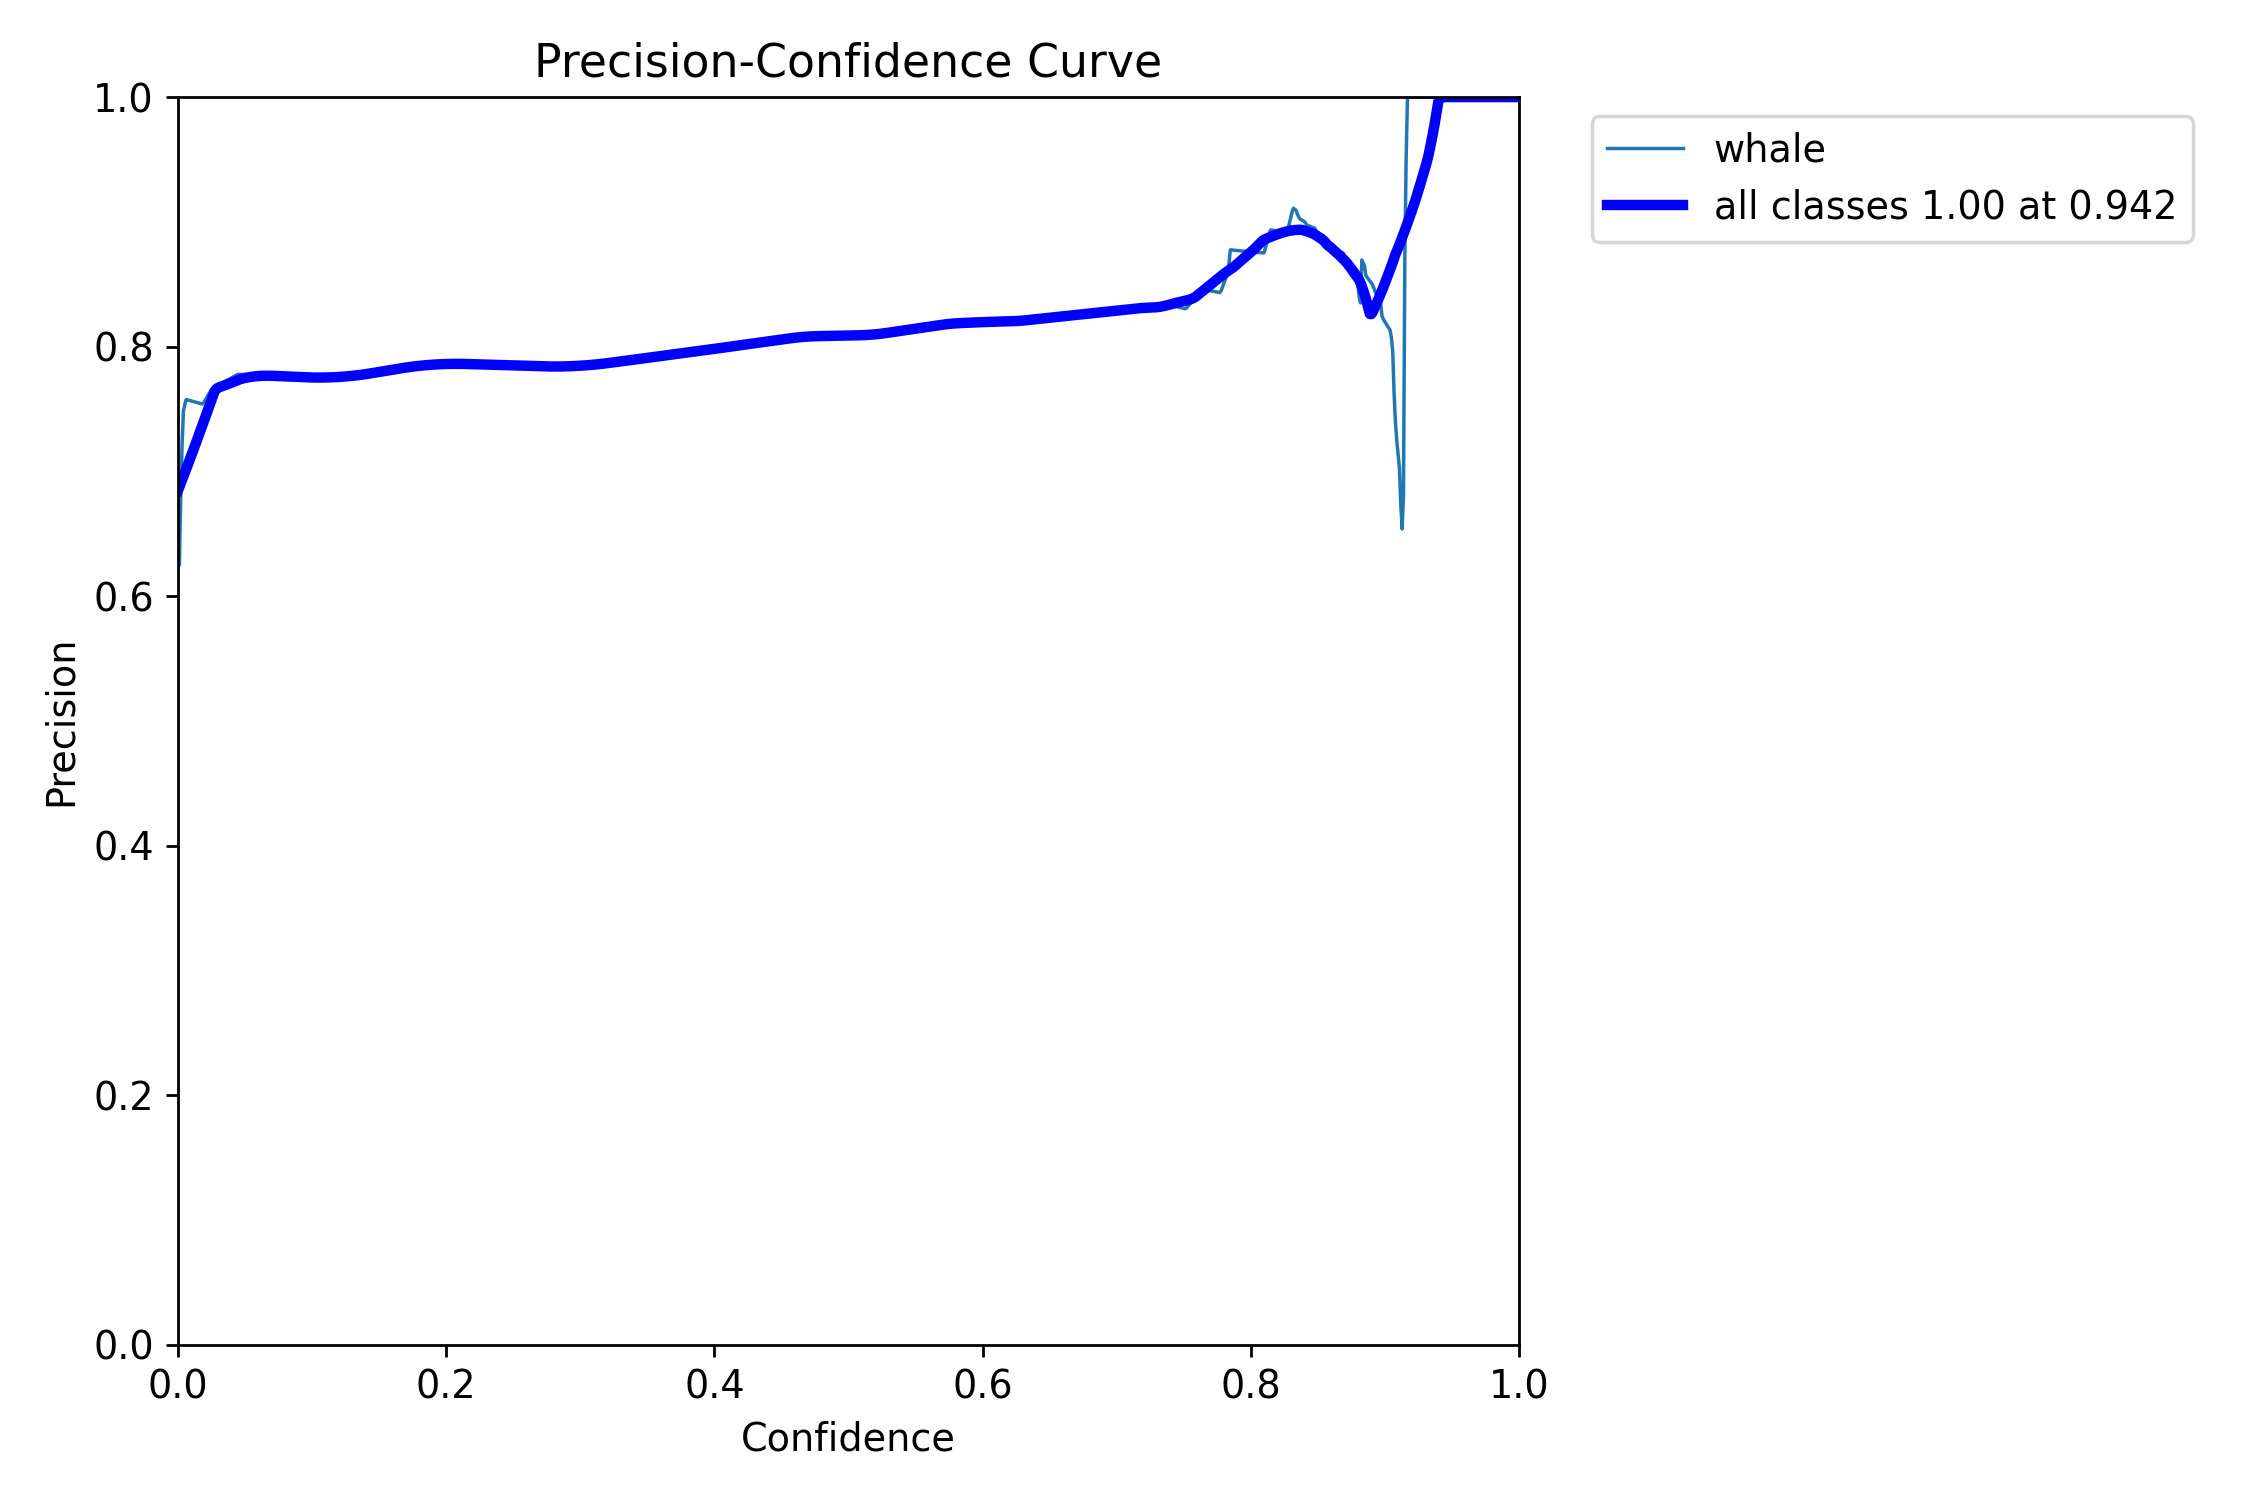 Precision-Confidence Curve
1.0
0.8
0.6
0.4
0.2
0.0
Precision
0.0 0.2 0.4 0.6 0.8 1.0
Confidence
whale
all classes 1.00 at 0.942